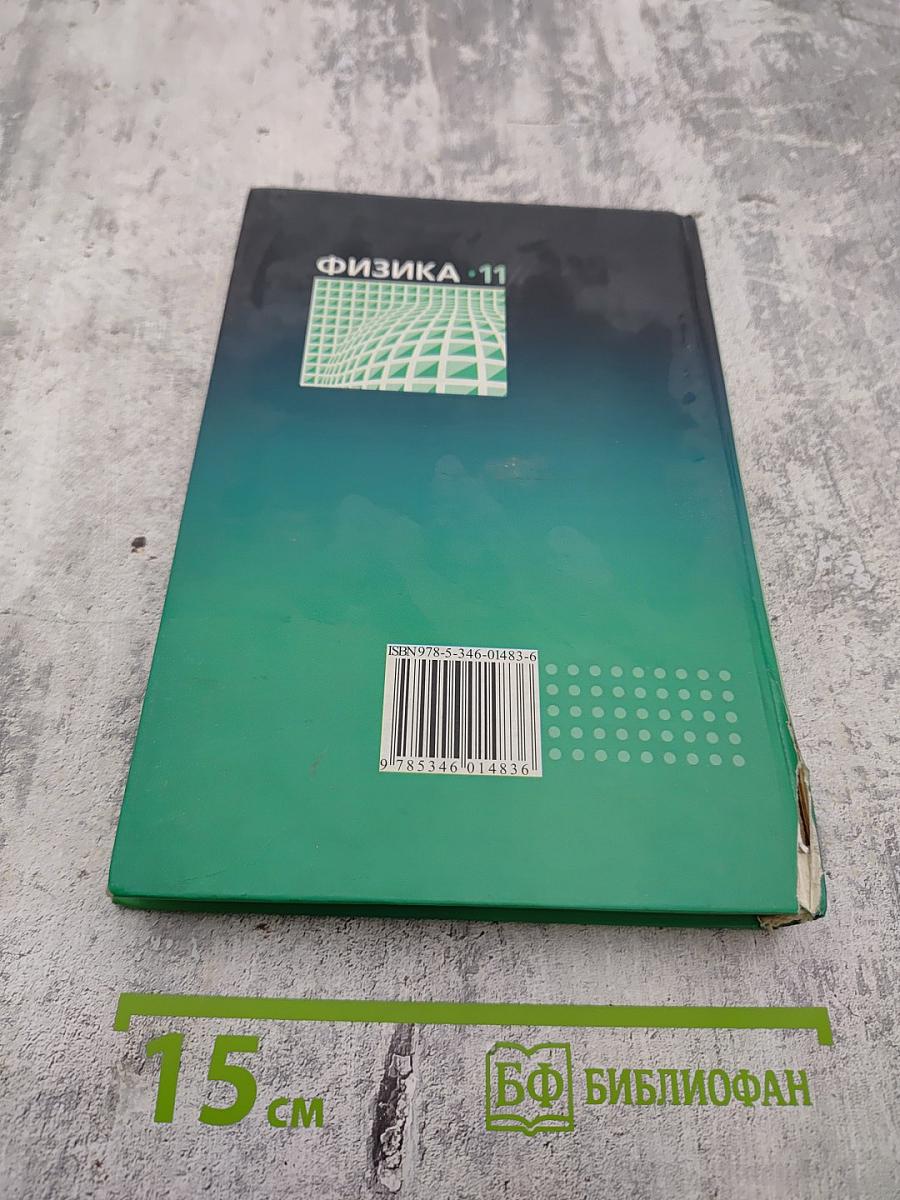 ФИЗИКА · 11
ISBN 978-5-346-01483-6
9 785346 014836
15 см
БФ БИБЛИОФАН